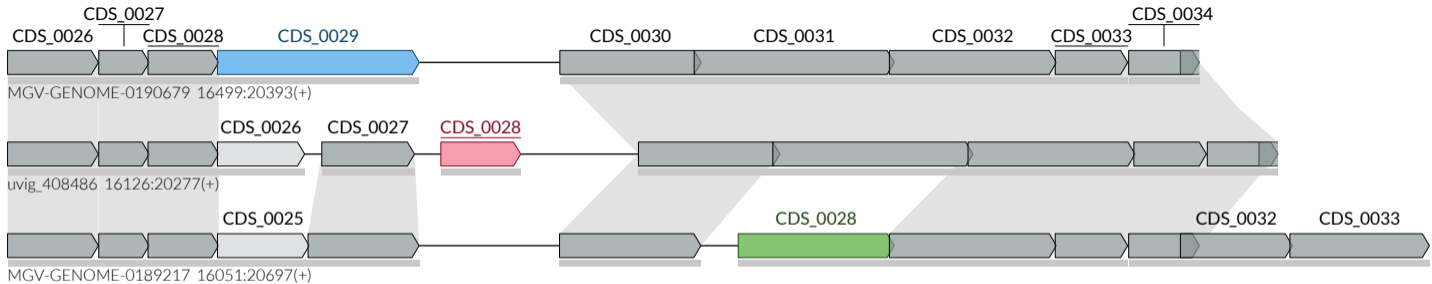 CDS_0027 CDS_0034
CDS_0026 CDS_0028 CDS_0029 CDS_0030 CDS_0031 CDS_0032 CDS_0033
MGV-GENOME-0190679 16499:20393(+)
CDS_0026 CDS_0027 CDS_0028
uvig_408486 16126:20277(+)
CDS_0025 CDS_0028 CDS_0032 CDS_0033
MGV-GENOME-0189217 16051:20697(+)